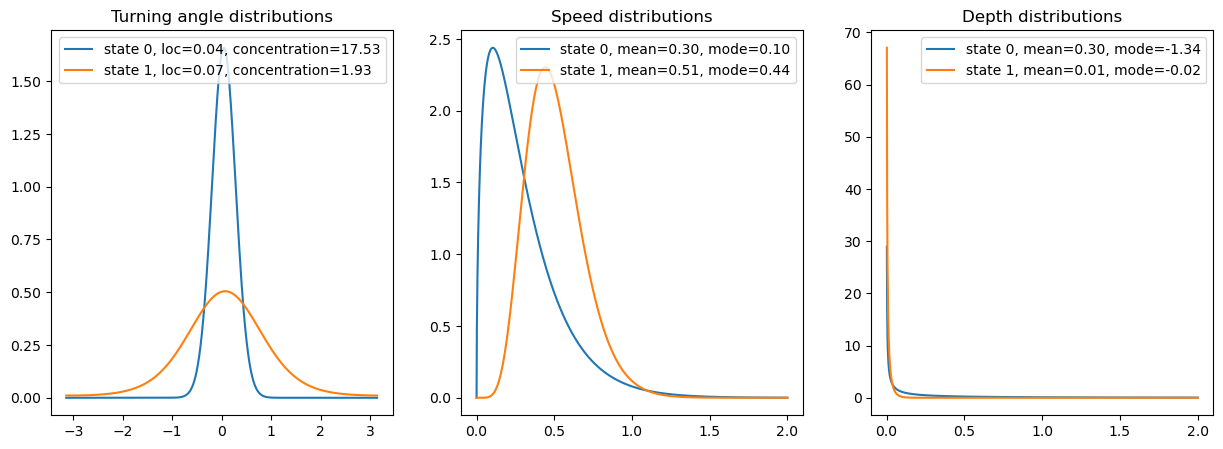 Turning angle distributions
state 0, loc=0.04, concentration=17.53
state 1, loc=0.07, concentration=1.93
1.50
1.25
1.00
0.75
0.50
0.25
0.00
−3 −2 −1 0 1 2 3
Speed distributions
state 0, mean=0.30, mode=0.10
state 1, mean=0.51, mode=0.44
2.5
2.0
1.5
1.0
0.5
0.0
0.0 0.5 1.0 1.5 2.0
Depth distributions
state 0, mean=0.30, mode=-1.34
state 1, mean=0.01, mode=-0.02
70
60
50
40
30
20
10
0
0.0 0.5 1.0 1.5 2.0